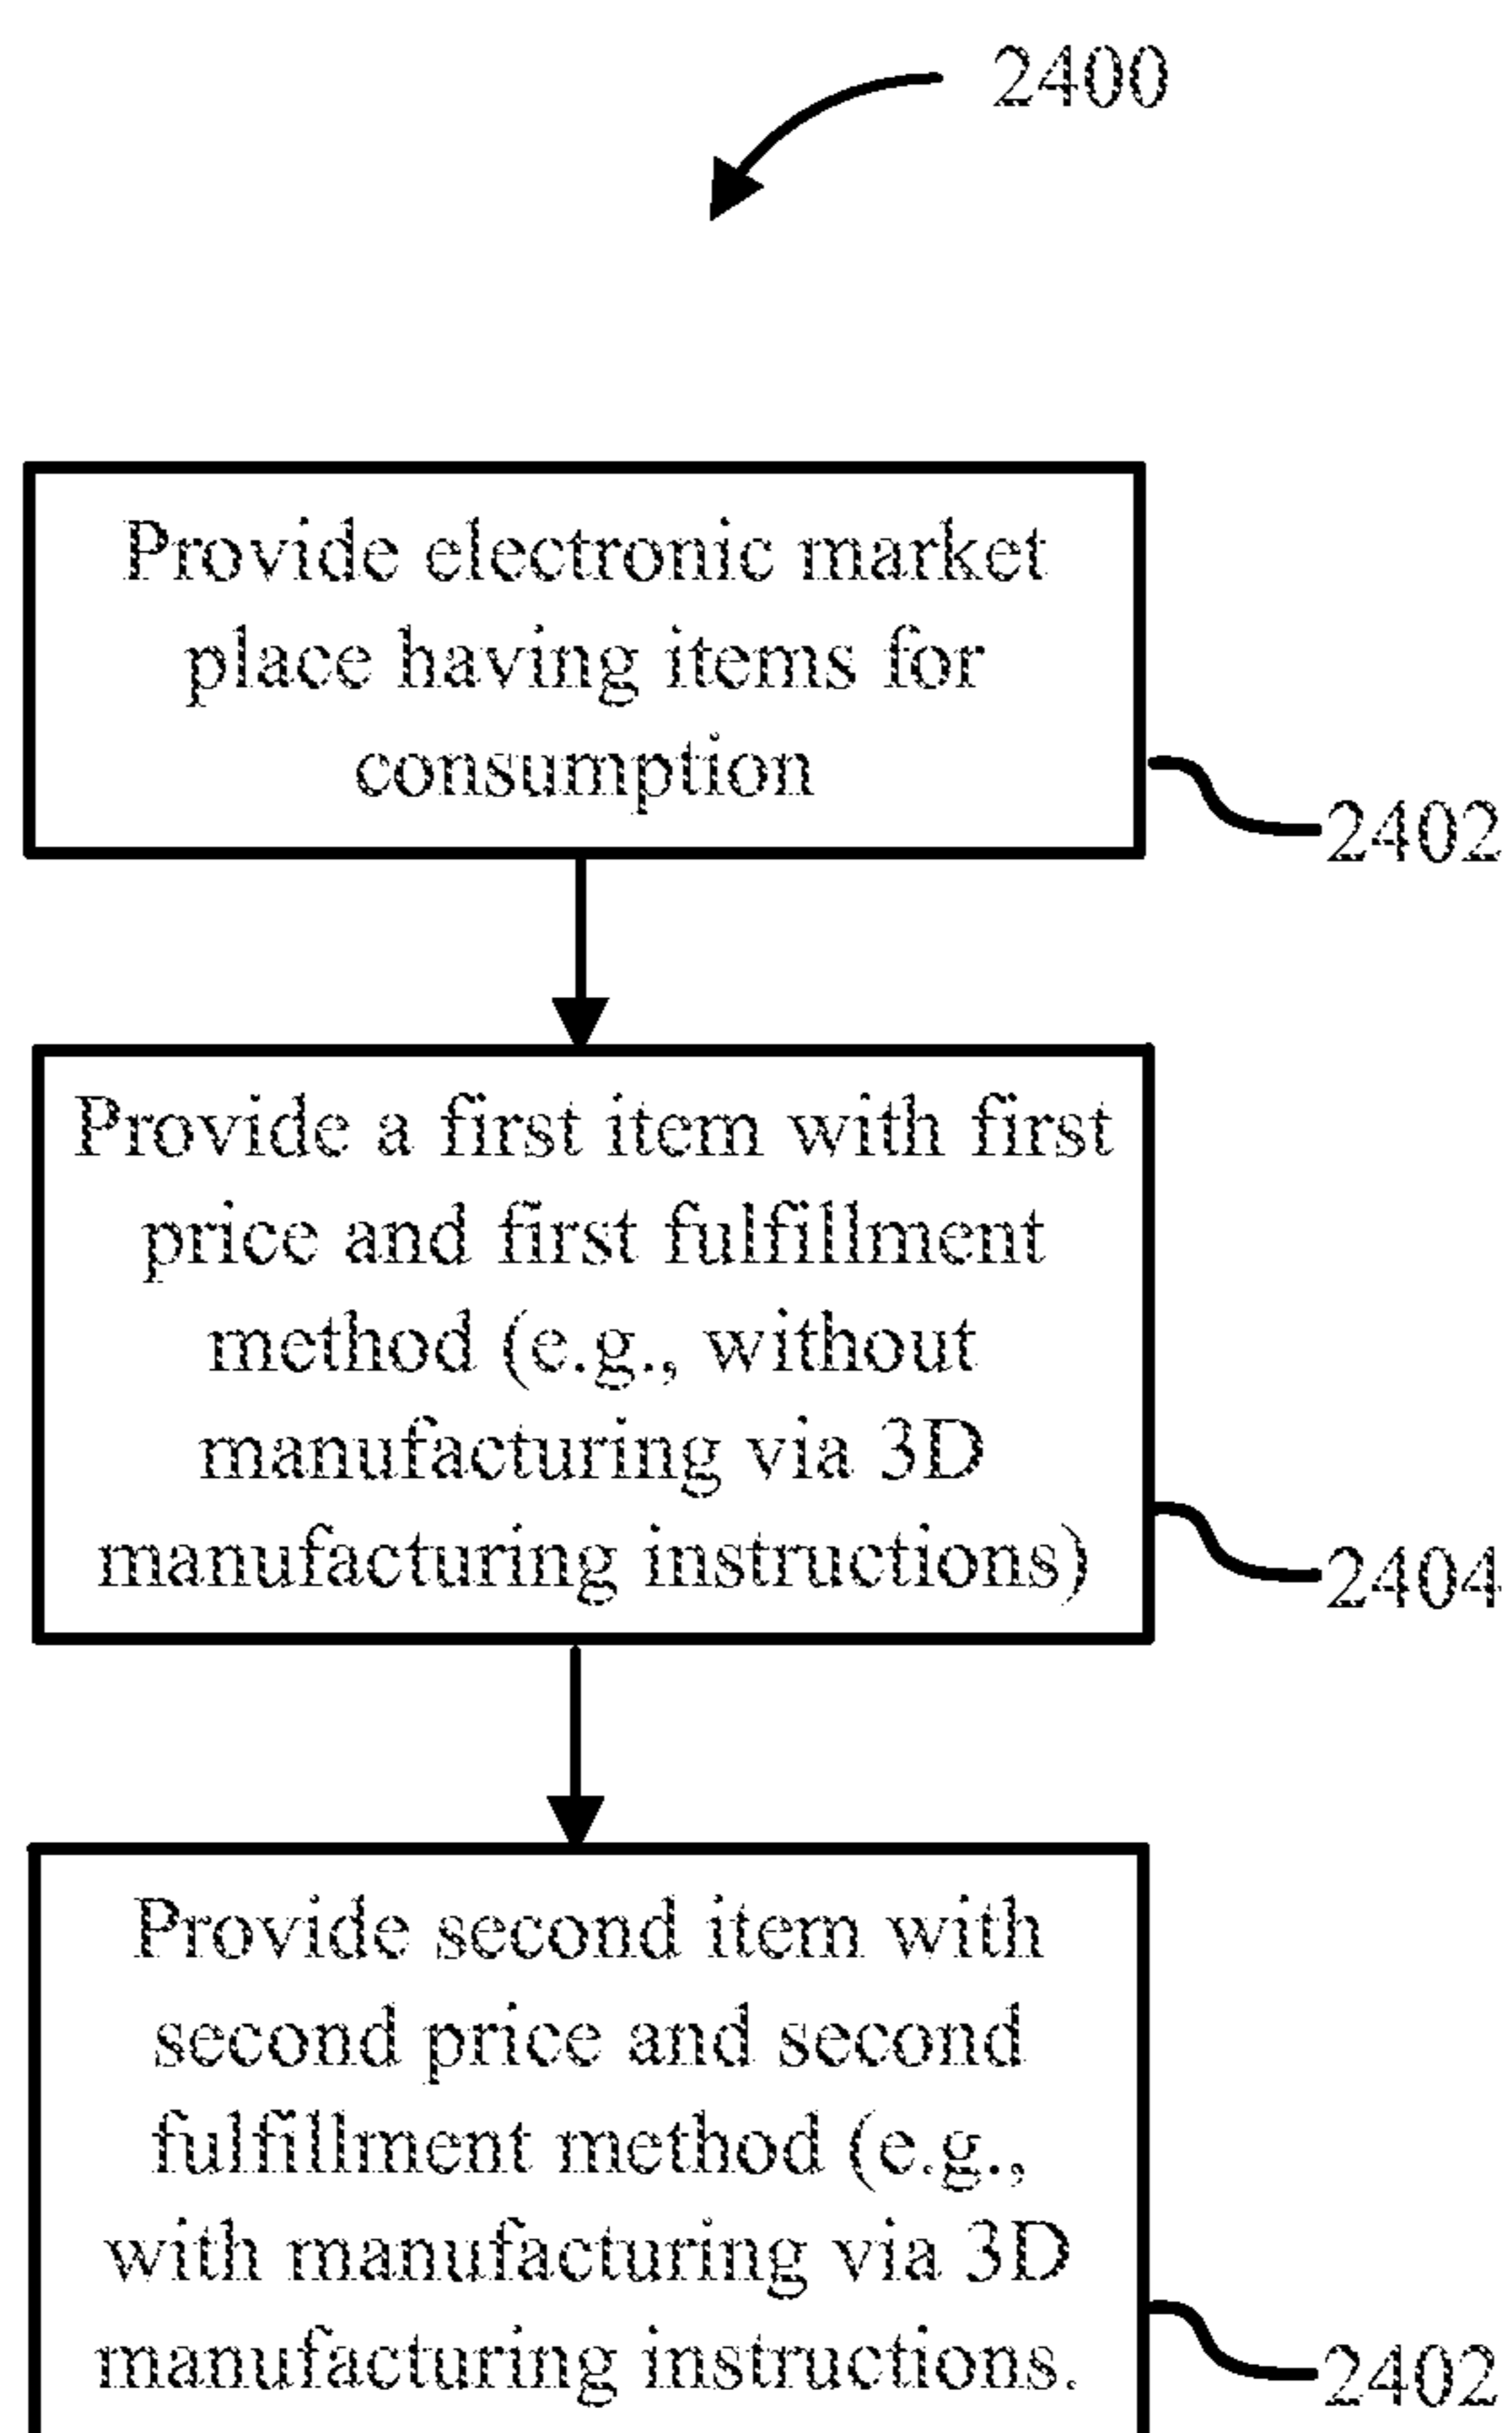 2400
Provide electronic market
place having items for
consumption
2402
Provide a first item with first
price and first fulfillment
method (e.g., without
manufacturing via 3D
manufacturing instructions)
2404
Provide second item with
second price and second
fulfillment method (e.g.,
with manufacturing via 3D
manufacturing instructions.
2402